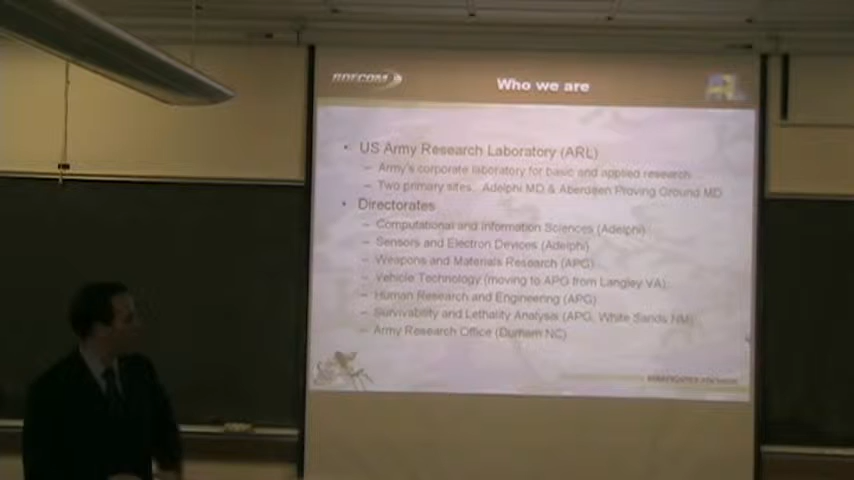 RDECOM
Who we are
ARL
• US Army Research Laboratory (ARL)
– Army's corporate laboratory for basic and applied research
– Two primary sites: Adelphi MD & Aberdeen Proving Ground MD
• Directorates
– Computational and Information Sciences (Adelphi)
– Sensors and Electron Devices (Adelphi)
– Weapons and Materials Research (APG)
– Vehicle Technology (moving to APG from Langley VA)
– Human Research and Engineering (APG)
– Survivability and Lethality Analysis (APG, White Sands NM)
– Army Research Office (Durham NC)